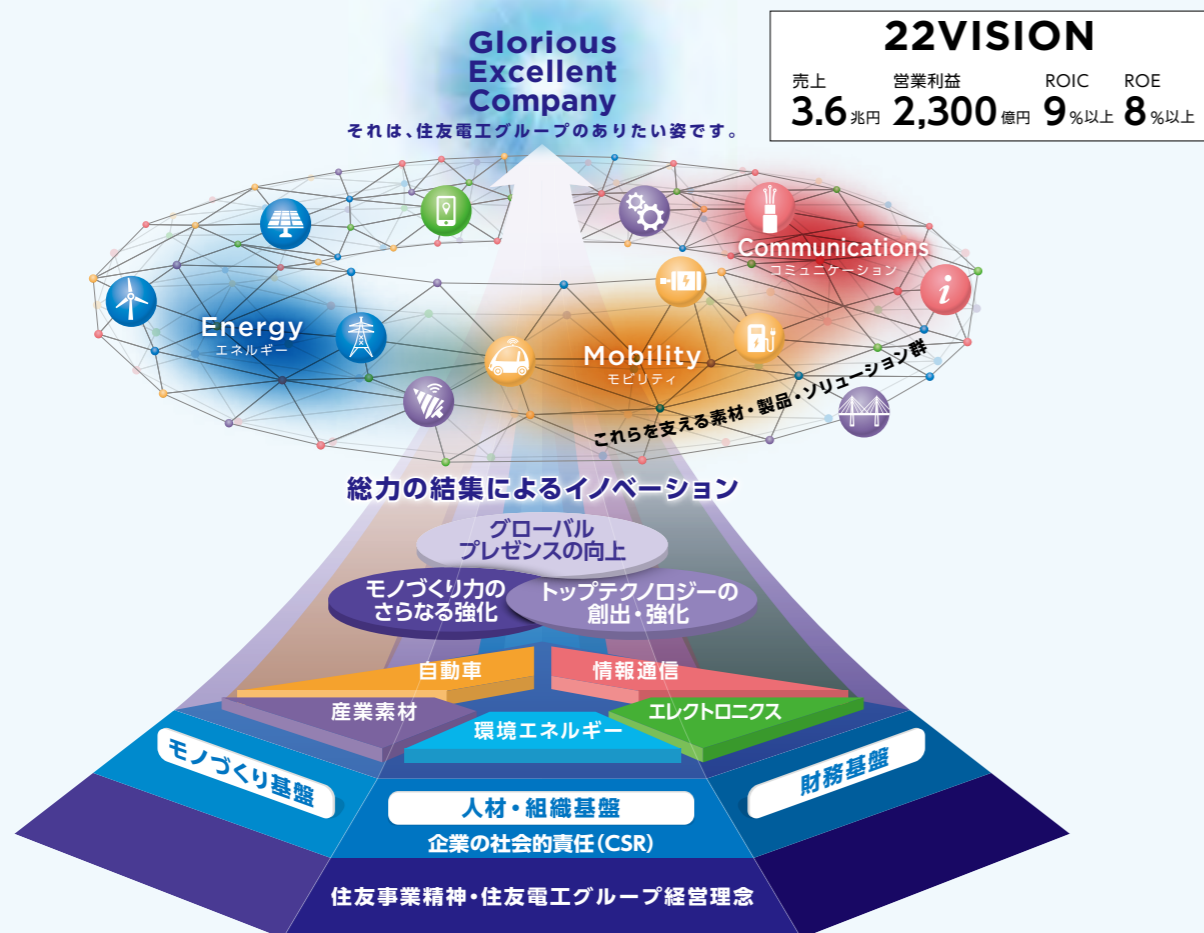 Glorious
Excellent
Company
それは、住友電工グループのありたい姿です。
22VISION
売上 営業利益 ROIC ROE
3.6兆円 2,300億円 9%以上 8%以上
Communications
コミュニケーション
i
Energy
エネルギー
Mobility
モビリティ
これらを支える素材・製品・ソリューション群
総力の結集によるイノベーション
グローバル
プレゼンスの向上
モノづくり力の
さらなる強化
トップテクノロジーの
創出・強化
自動車
情報通信
産業素材
環境エネルギー
エレクトロニクス
モノづくり基盤
人材・組織基盤
財務基盤
企業の社会的責任(CSR)
住友事業精神・住友電工グループ経営理念